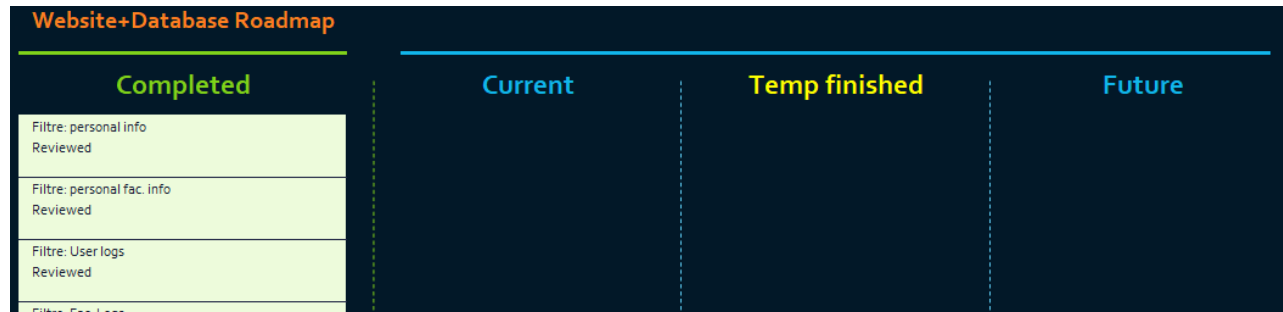 Website+Database Roadmap
Completed
Current
Temp finished
Future
Filtre: personal info
Reviewed
Filtre: personal fac. info
Reviewed
Filtre: User logs
Reviewed